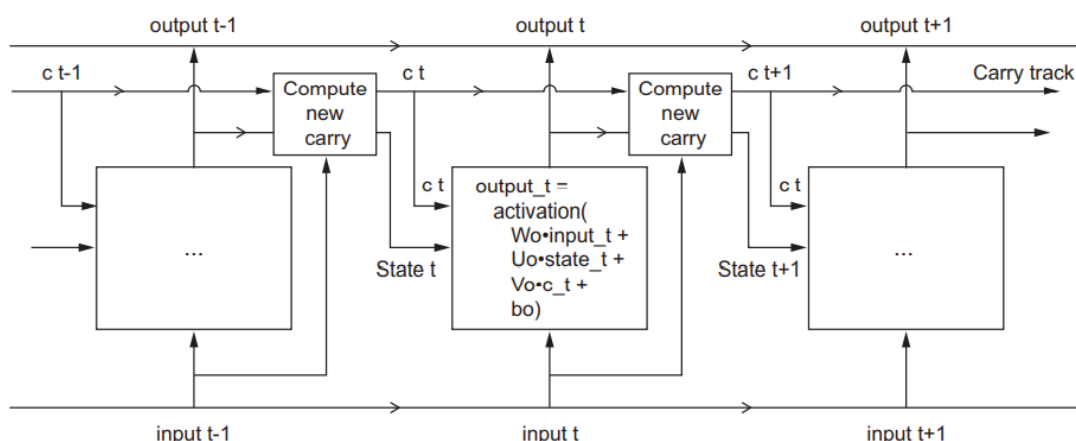 output t-1
output t
output t+1
c t-1
c t
c t+1
Carry track
Compute
new
carry
Compute
new
carry
c t
c t
output_t =
activation(
Wo•input_t +
Uo•state_t +
Vo•c_t +
bo)
...
...
State t
State t+1
input t-1
input t
input t+1